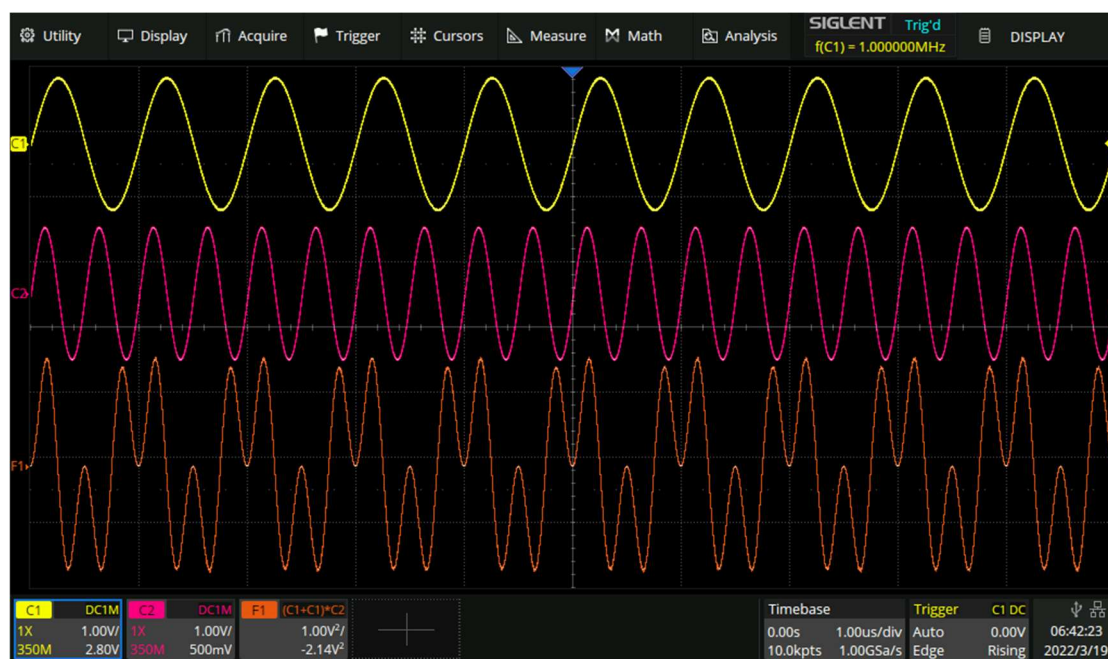 Utility Display Acquire Trigger Cursors Measure Math Analysis SIGLENT Trig'd DISPLAY
f(C1) = 1.000000MHz
C1
C2
F1
C1 DC1M C2 DC1M F1 (C1+C1)*C2 Timebase Trigger C1 DC
1X 1.00V/ 1X 1.00V/ 1.00V²/ 0.00s 1.00us/div Auto 0.00V 06:42:23
350M 2.80V 350M 500mV -2.14V² 10.0kpts 1.00GSa/s Edge Rising 2022/3/19